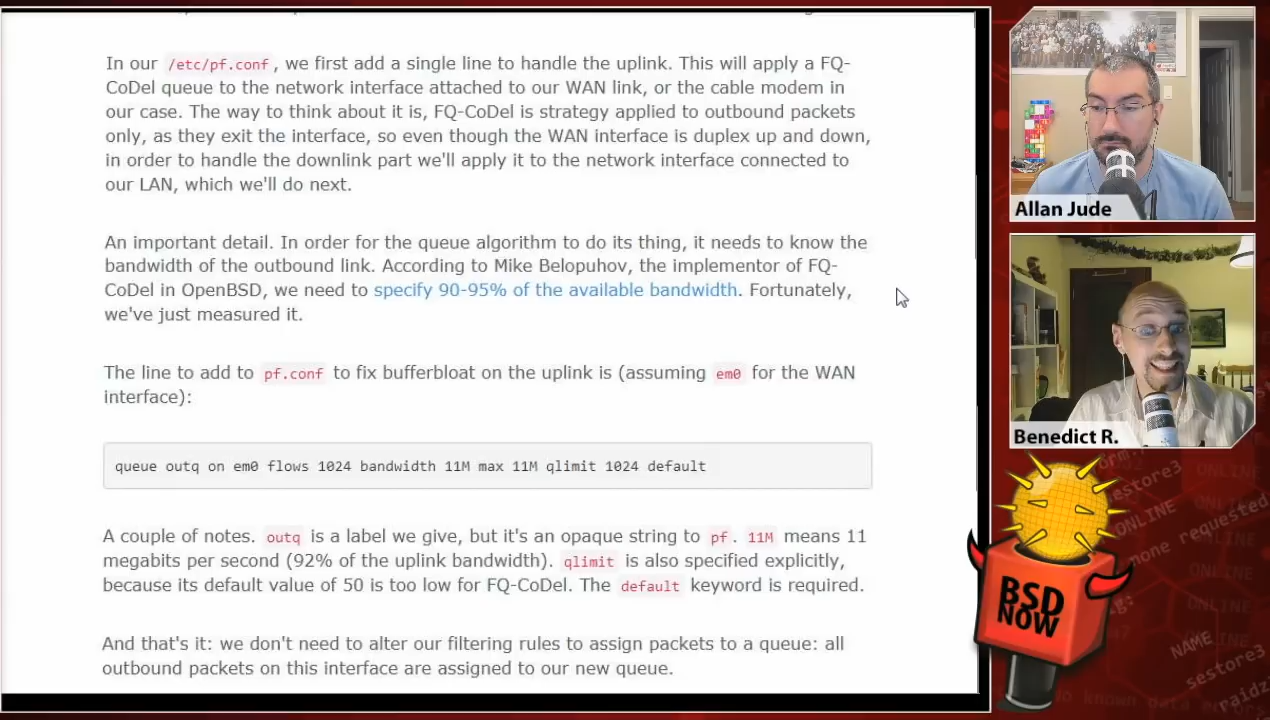 In our /etc/pf.conf, we first add a single line to handle the uplink. This will apply a FQ-
CoDel queue to the network interface attached to our WAN link, or the cable modem in
our case. The way to think about it is, FQ-CoDel is strategy applied to outbound packets
only, as they exit the interface, so even though the WAN interface is duplex up and down,
in order to handle the downlink part we'll apply it to the network interface connected to
our LAN, which we'll do next.
An important detail. In order for the queue algorithm to do its thing, it needs to know the
bandwidth of the outbound link. According to Mike Belopuhov, the implementor of FQ-
CoDel in OpenBSD, we need to specify 90-95% of the available bandwidth. Fortunately,
we've just measured it.
The line to add to pf.conf to fix bufferbloat on the uplink is (assuming em0 for the WAN
interface):
queue outq on em0 flows 1024 bandwidth 11M max 11M qlimit 1024 default
A couple of notes. outq is a label we give, but it's an opaque string to pf. 11M means 11
megabits per second (92% of the uplink bandwidth). qlimit is also specified explicitly,
because its default value of 50 is too low for FQ-CoDel. The default keyword is required.
And that's it: we don't need to alter our filtering rules to assign packets to a queue: all
outbound packets on this interface are assigned to our new queue.
Allan Jude
Benedict R.
BSD
NOW
estore3
ONLINE
mone requested
ONLINE
NAME
sestore3
raidz